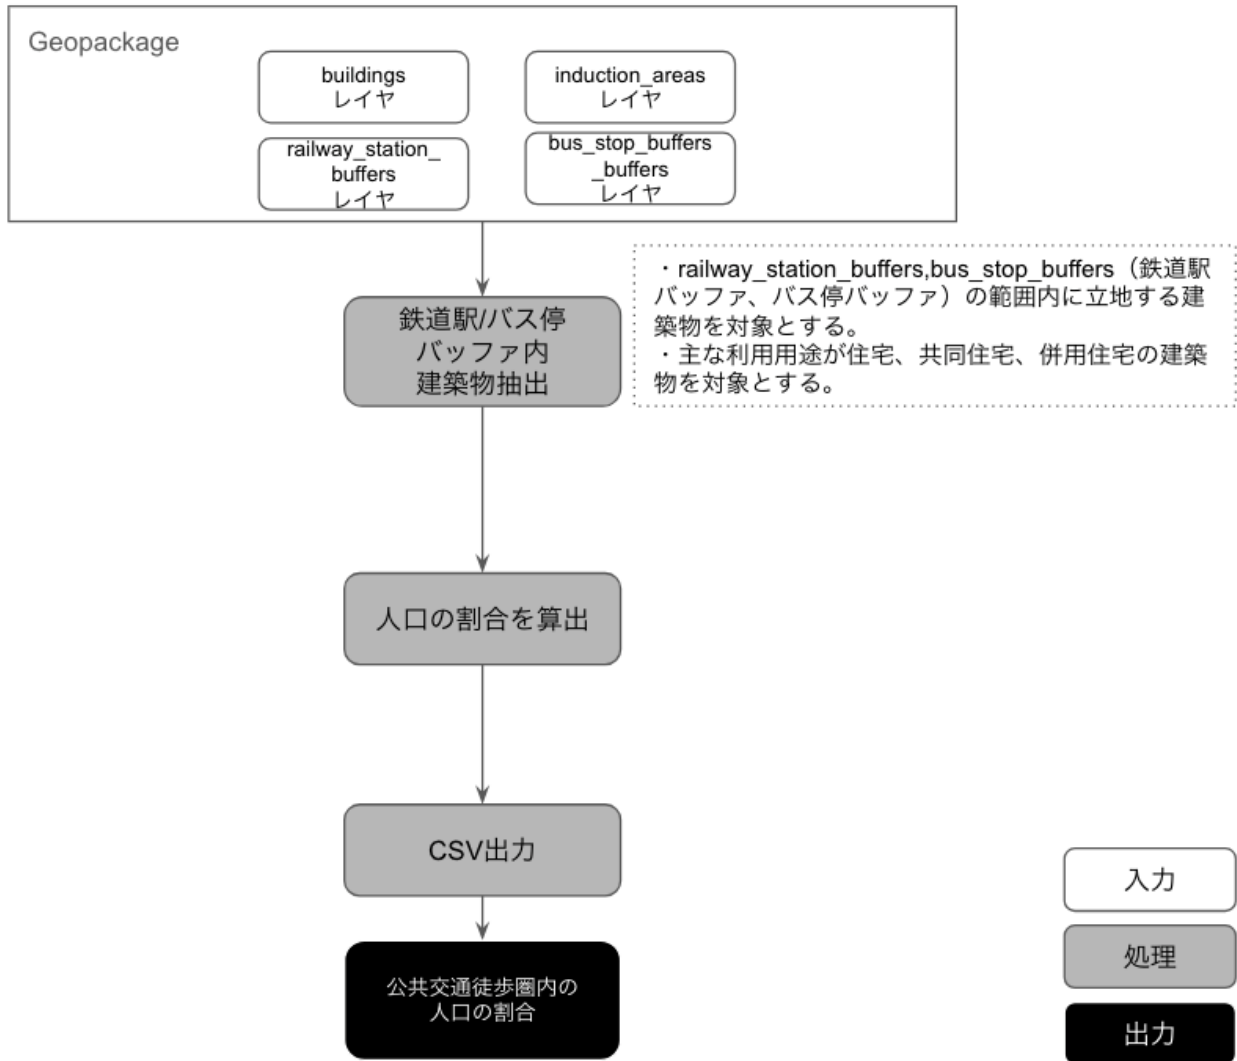 Geopackage
buildings
レイヤ
induction_areas
レイヤ
railway_station_
buffers
レイヤ
bus_stop_buffers
_buffers
レイヤ
・railway_station_buffers,bus_stop_buffers（鉄道駅
バッファ、バス停バッファ）の範囲内に立地する建
築物を対象とする。
・主な利用用途が住宅、共同住宅、併用住宅の建築
物を対象とする。
鉄道駅/バス停
バッファ内
建築物抽出
人口の割合を算出
CSV出力
公共交通徒歩圏内の
人口の割合
入力
処理
出力